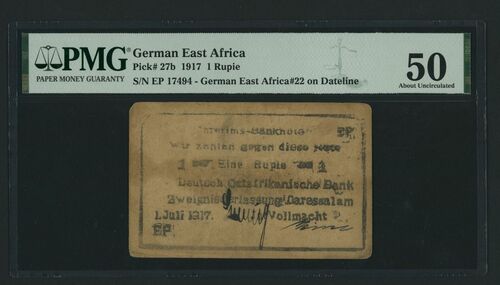 PMG
PAPER MONEY GUARANTY
German East Africa
Pick# 27b 1917 1 Rupie
S/N EP 17494 - German East Africa#22 on Dateline
50
About Uncirculated
Interims-Banknote EP
Wir zahlen gegen diese Note
1 Eine Rupie 1
Deutsch Ostafrikanische Bank
Zweigniederlassung Daressalam
1.Juli 1917. Vollmacht
EP